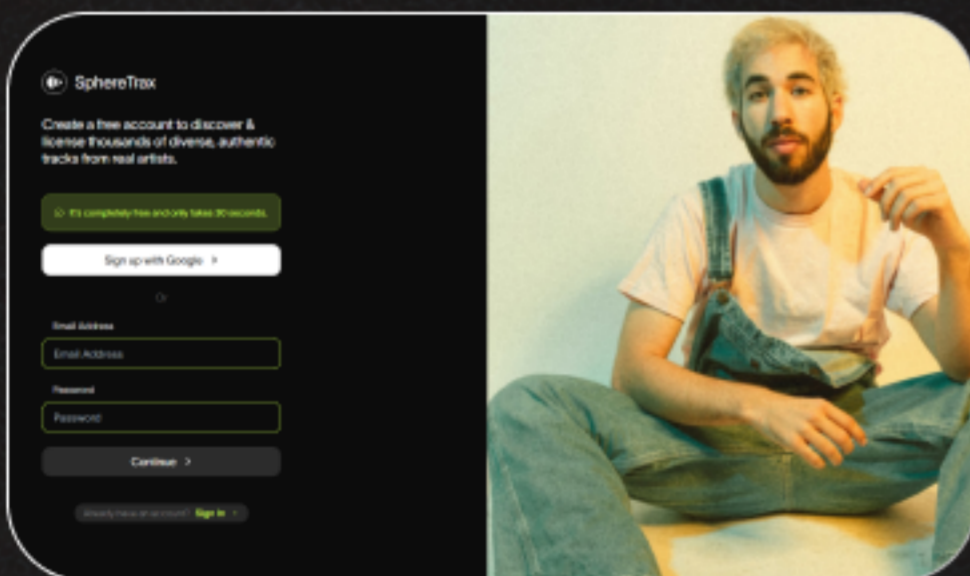 SphereTrax
Create a free account to discover &
license thousands of diverse, authentic
tracks from real artists.
It's completely free and only takes 30 seconds.
Sign up with Google >
Or
Email Address
Email Address
Password
Password
Continue >
Already have an account? Sign in